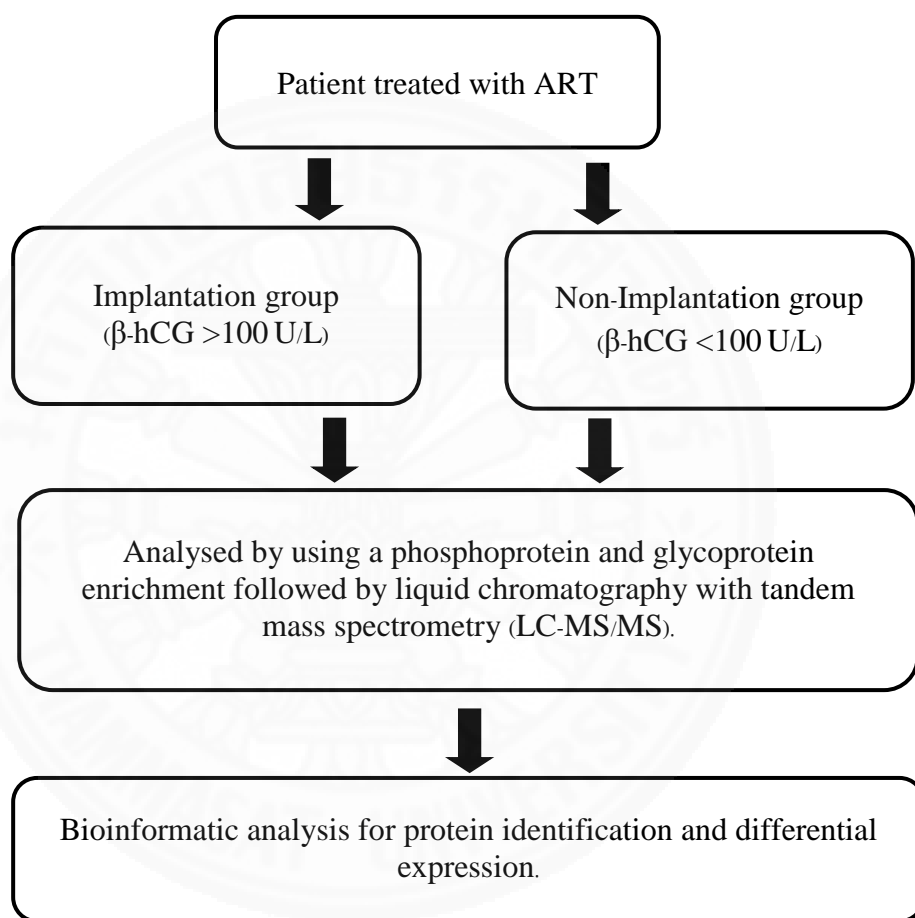 Patient treated with ART
Implantation group
(β-hCG >100 U/L)
Non-Implantation group
(β-hCG <100 U/L)
Analysed by using a phosphoprotein and glycoprotein
enrichment followed by liquid chromatography with tandem
mass spectrometry (LC-MS/MS).
Bioinformatic analysis for protein identification and differential
expression.
THAMMASAT UNIVERSITY